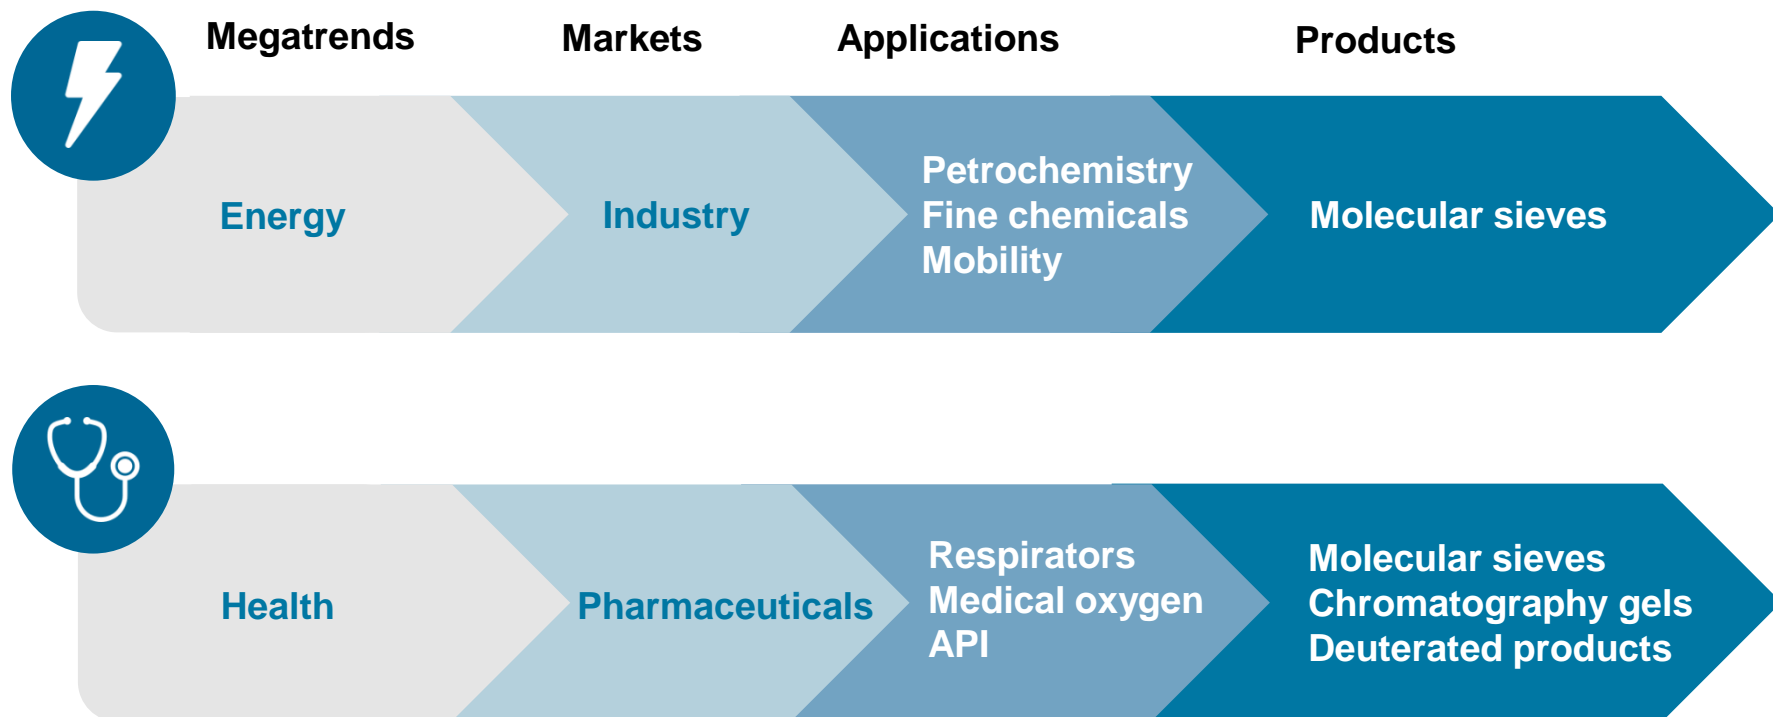 Megatrends
Markets
Applications
Products
Energy
Industry
Petrochemistry
Fine chemicals
Mobility
Molecular sieves
Health
Pharmaceuticals
Respirators
Medical oxygen
API
Molecular sieves
Chromatography gels
Deuterated products